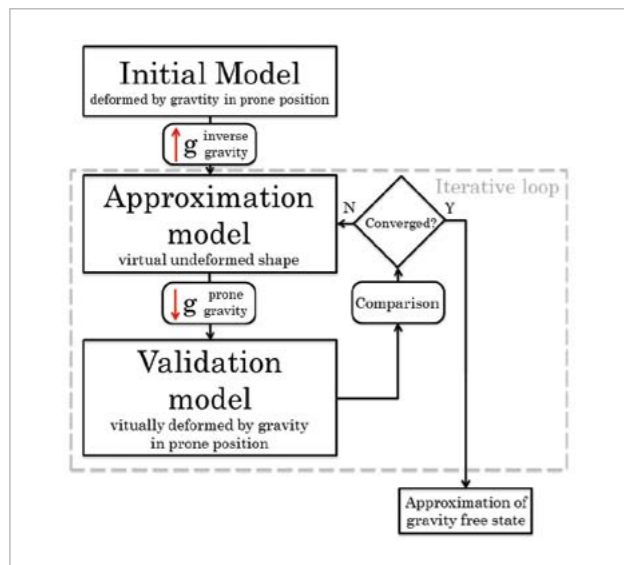 Initial Model
deformed by gravtity in prone position
g inverse
gravity
Iterative loop
Approximation
model
virtual undeformed shape
N
Converged?
Y
g prone
gravity
Comparison
Validation
model
vitually deformed by gravity
in prone position
Approximation of
gravity free state